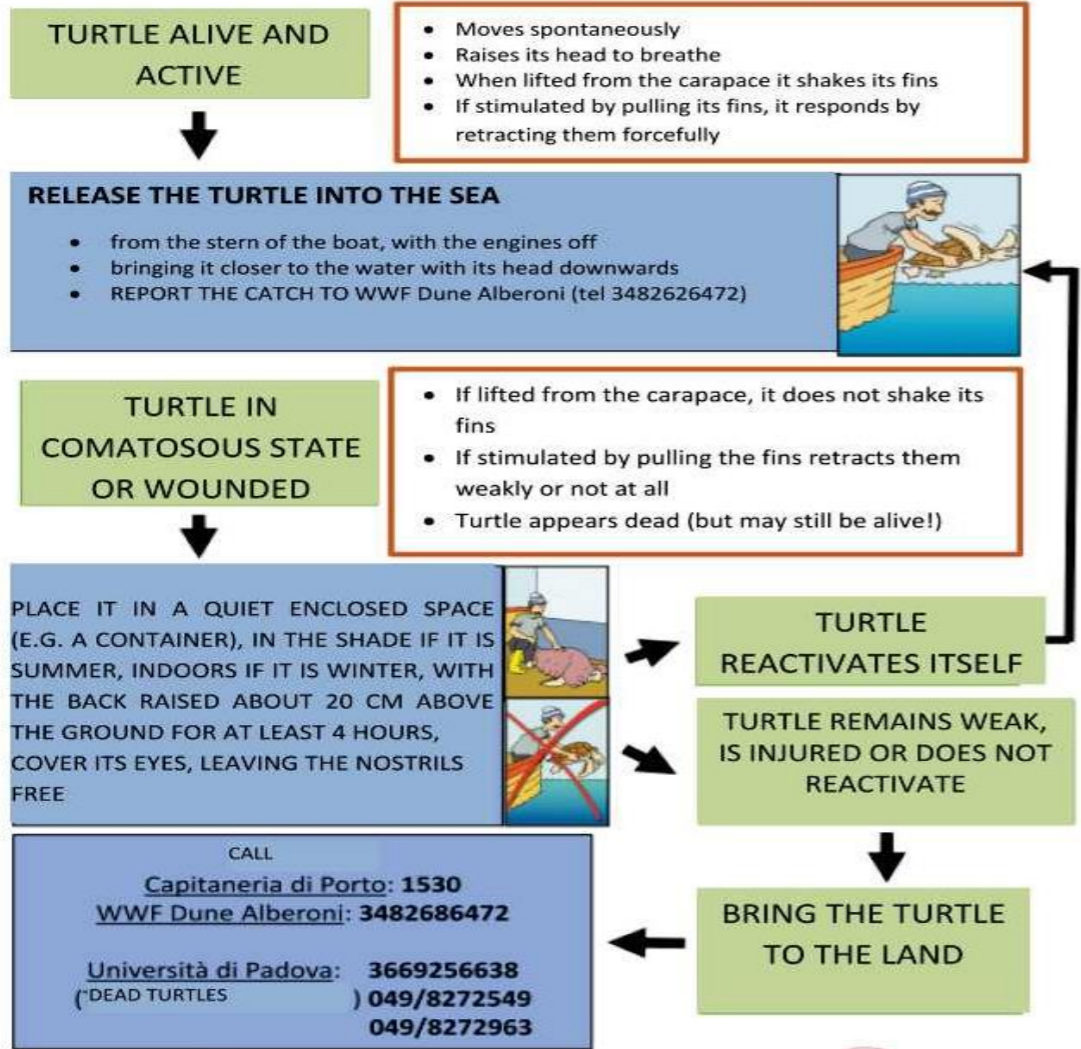 TURTLE ALIVE AND
ACTIVE
• Moves spontaneously
• Raises its head to breathe
• When lifted from the carapace it shakes its fins
• If stimulated by pulling its fins, it responds by
retracting them forcefully
RELEASE THE TURTLE INTO THE SEA
• from the stern of the boat, with the engines off
• bringing it closer to the water with its head downwards
• REPORT THE CATCH TO WWF Dune Alberoni (tel 3482626472)
TURTLE IN
COMATOSOUS STATE
OR WOUNDED
• If lifted from the carapace, it does not shake its
fins
• If stimulated by pulling the fins retracts them
weakly or not at all
• Turtle appears dead (but may still be alive!)
PLACE IT IN A QUIET ENCLOSED SPACE
(E.G. A CONTAINER), IN THE SHADE IF IT IS
SUMMER, INDOORS IF IT IS WINTER, WITH
THE BACK RAISED ABOUT 20 CM ABOVE
THE GROUND FOR AT LEAST 4 HOURS,
COVER ITS EYES, LEAVING THE NOSTRILS
FREE
TURTLE
REACTIVATES ITSELF
TURTLE REMAINS WEAK,
IS INJURED OR DOES NOT
REACTIVATE
BRING THE TURTLE
TO THE LAND
CALL
Capitaneria di Porto: 1530
WWF Dune Alberoni: 3482686472
Università di Padova: 3669256638
("DEAD TURTLES ) 049/8272549
049/8272963